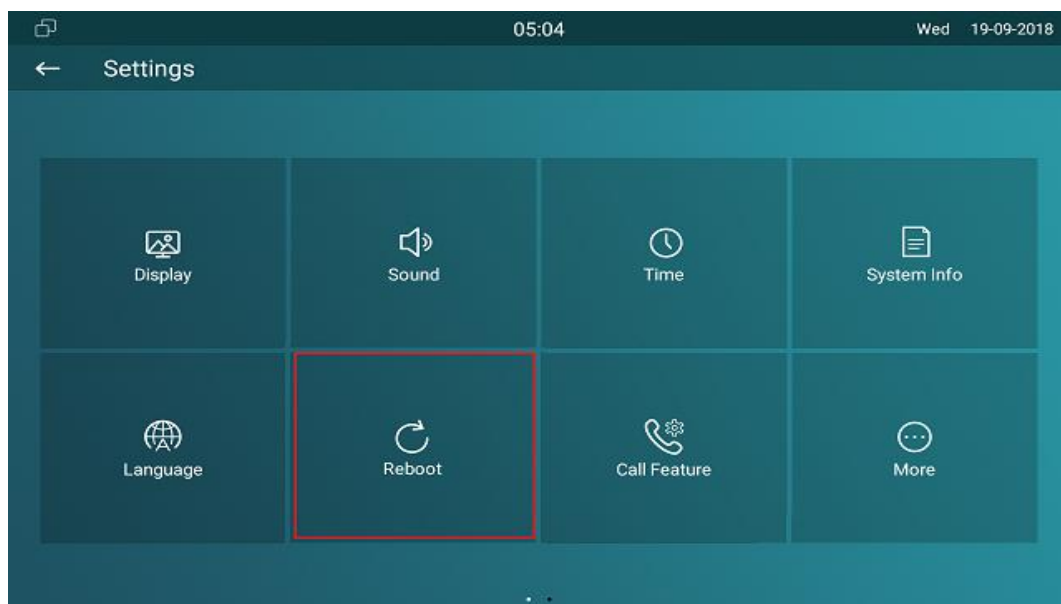 05:04
Wed 19-09-2018
Settings
Display
Sound
Time
System Info
Language
Reboot
Call Feature
More